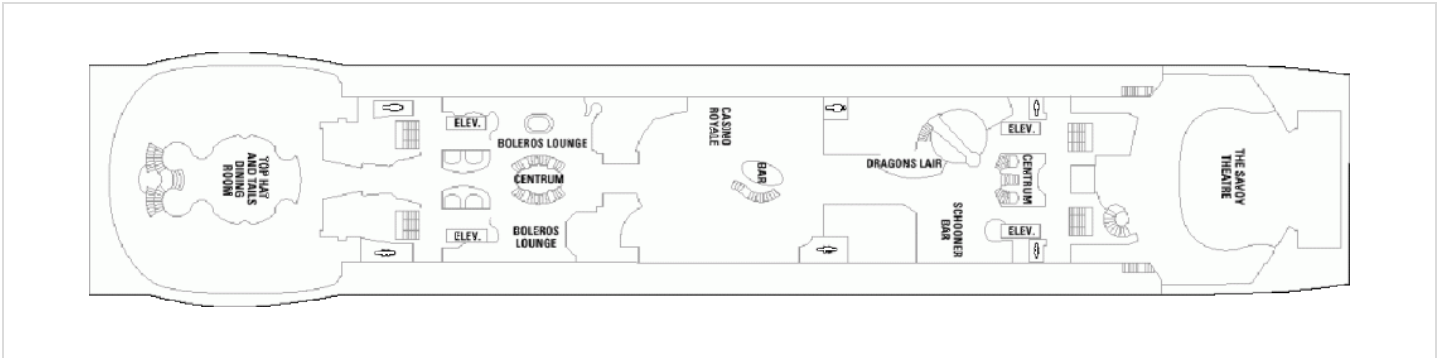 TOP HAT
AND TAILS
DINING
ROOM
ELEV.
ELEV.
BOLEROS LOUNGE
CENTRUM
BOLEROS
LOUNGE
CASINO
ROYALE
BAR
DRAGONS LAIR
SCHOONER
BAR
ELEV.
CENTRUM
ELEV.
THE SAVOY
THEATRE